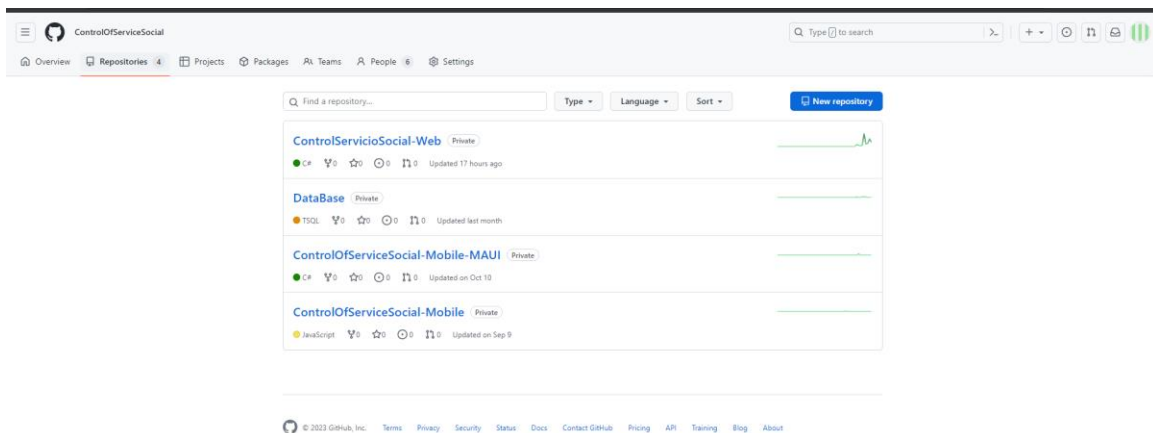 ControlOfServiceSocial
Type / to search
Overview Repositories 4 Projects Packages Teams People 6 Settings
Find a repository... Type Language Sort New repository
ControlServicioSocial-Web Private
C# 0 0 0 0 Updated 17 hours ago
DataBase Private
TSQL 0 0 0 0 Updated last month
ControlOfServiceSocial-Mobile-MAUI Private
C# 0 0 0 0 Updated on Oct 10
ControlOfServiceSocial-Mobile Private
JavaScript 0 0 0 0 Updated on Sep 9
© 2023 GitHub, Inc. Terms Privacy Security Status Docs Contact GitHub Pricing API Training Blog About